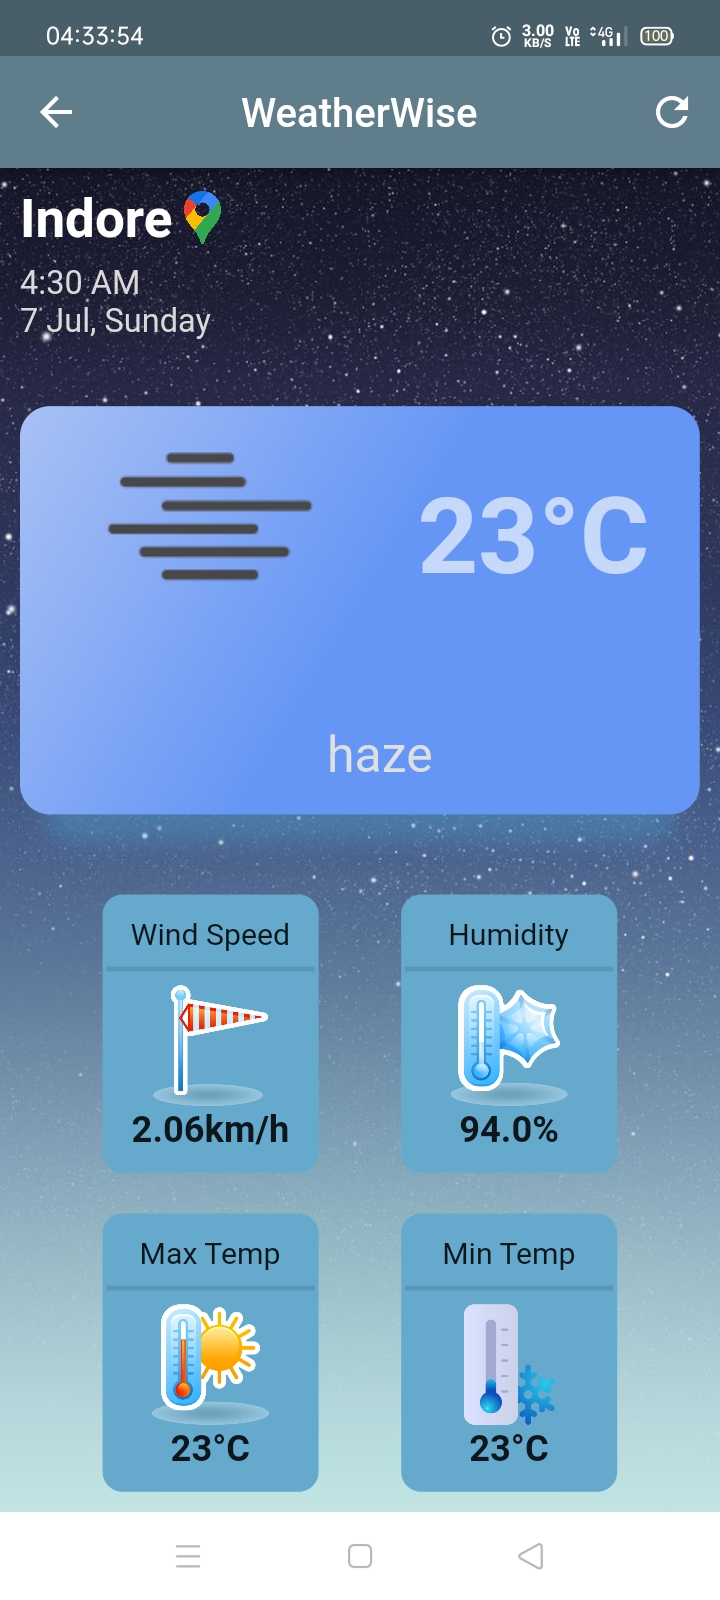 04:33:54
3.00 KB/S Vo LTE 4G 100
WeatherWise
Indore
4:30 AM
7 Jul, Sunday
23°C
haze
Wind Speed
Humidity
2.06km/h
94.0%
Max Temp
Min Temp
23°C
23°C